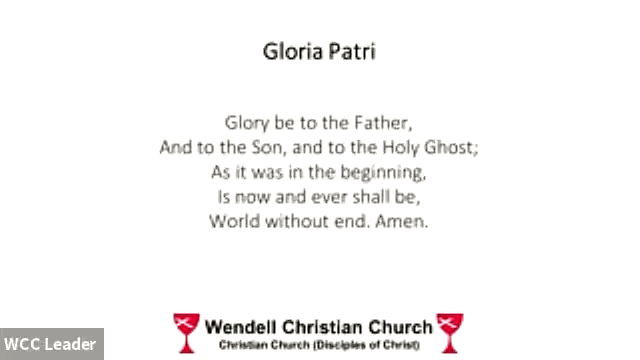 Gloria Patri
Glory be to the Father,
And to the Son, and to the Holy Ghost;
As it was in the beginning,
Is now and ever shall be,
World without end. Amen.
Wendell Christian Church
Christian Church (Disciples of Christ)
WCC Leader